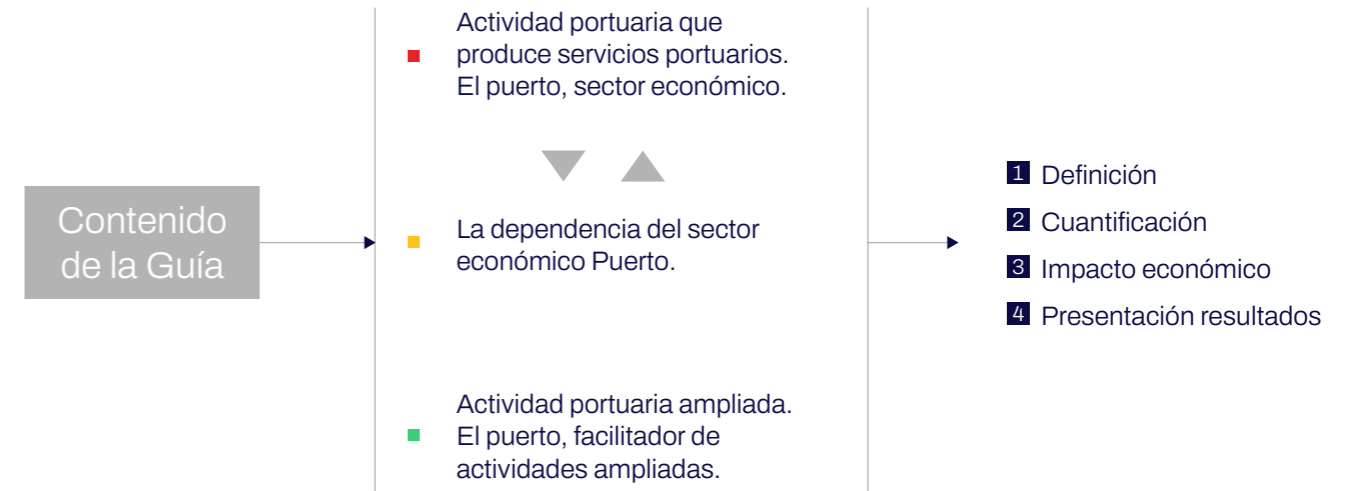 Contenido
de la Guía
Actividad portuaria que
produce servicios portuarios.
El puerto, sector económico.
La dependencia del sector
económico Puerto.
Actividad portuaria ampliada.
El puerto, facilitador de
actividades ampliadas.
1 Definición
2 Cuantificación
3 Impacto económico
4 Presentación resultados